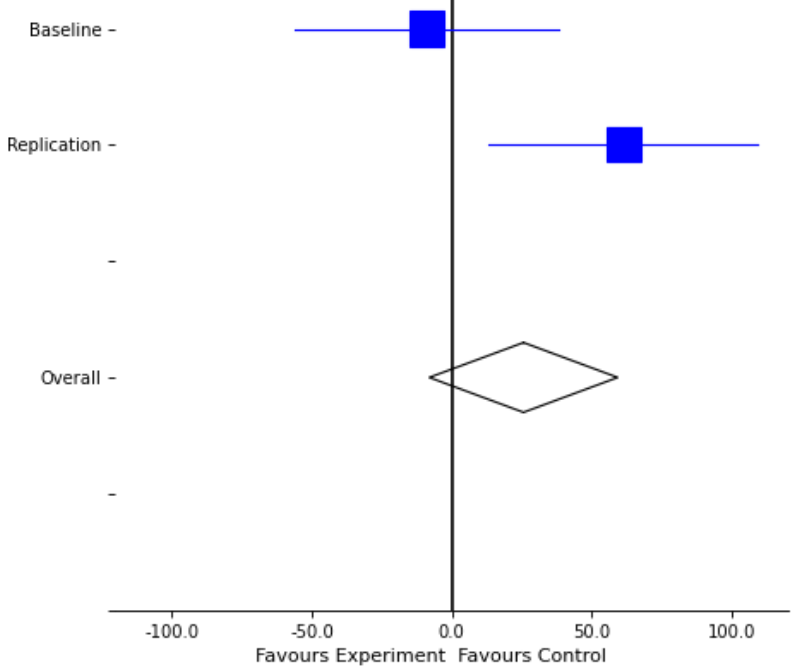 Baseline
Replication
Overall
-100.0 -50.0 0.0 50.0 100.0
Favours Experiment Favours Control